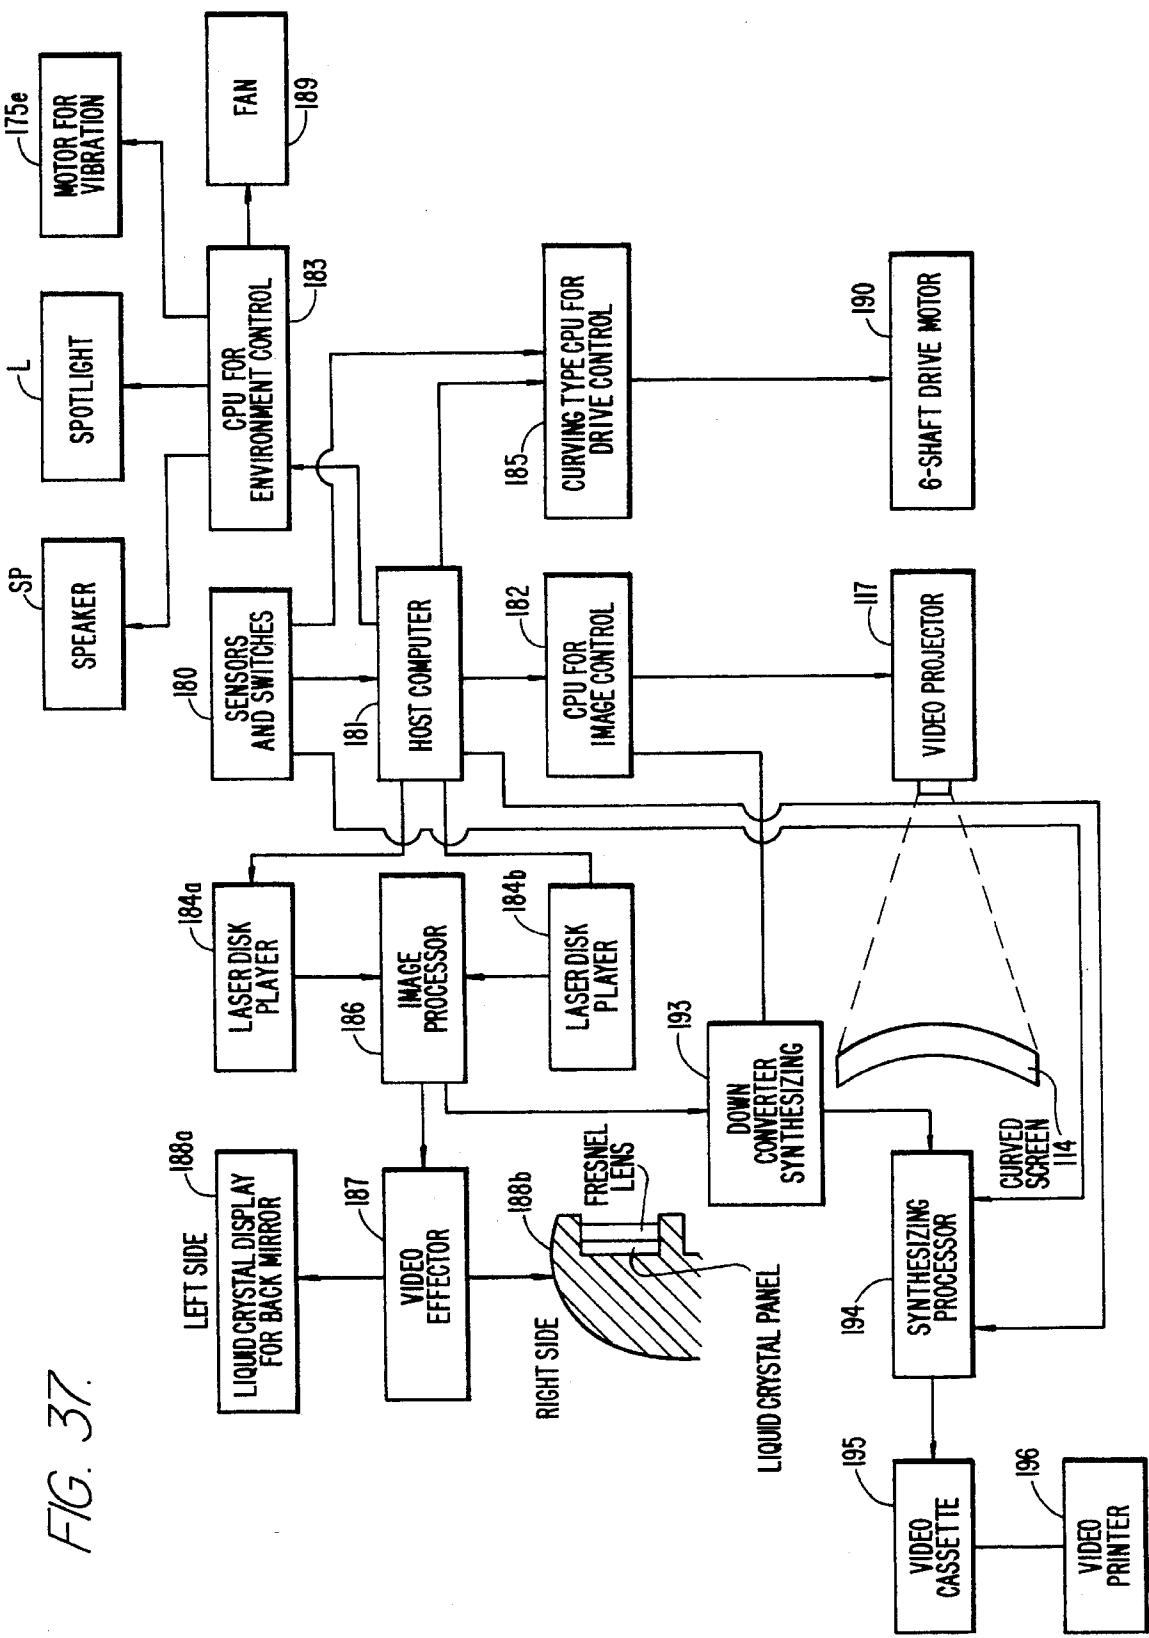 FIG. 37.
LEFT SIDE
188a
LIQUID CRYSTAL DISPLAY
FOR BACK MIRROR
184a
LASER DISK
PLAYER
180
SENSORS
AND SWITCHES
SP
SPEAKER
L
SPOTLIGHT
175e
MOTOR FOR
VIBRATION
CPU FOR
ENVIRONMENT CONTROL
183
FAN
189
187
VIDEO
EFFECTOR
186
IMAGE
PROCESSOR
181
HOST COMPUTER
RIGHT SIDE
188b
FRESNEL
LENS
LIQUID CRYSTAL PANEL
184b
LASER DISK
PLAYER
182
CPU FOR
IMAGE CONTROL
185
CURVING TYPE CPU FOR
DRIVE CONTROL
193
DOWN
CONVERTER
SYNTHESIZING
195
VIDEO
CASSETTE
194
SYNTHESIZING
PROCESSOR
CURVED
SCREEN
114
117
VIDEO PROJECTOR
190
6-SHAFT DRIVE MOTOR
196
VIDEO
PRINTER